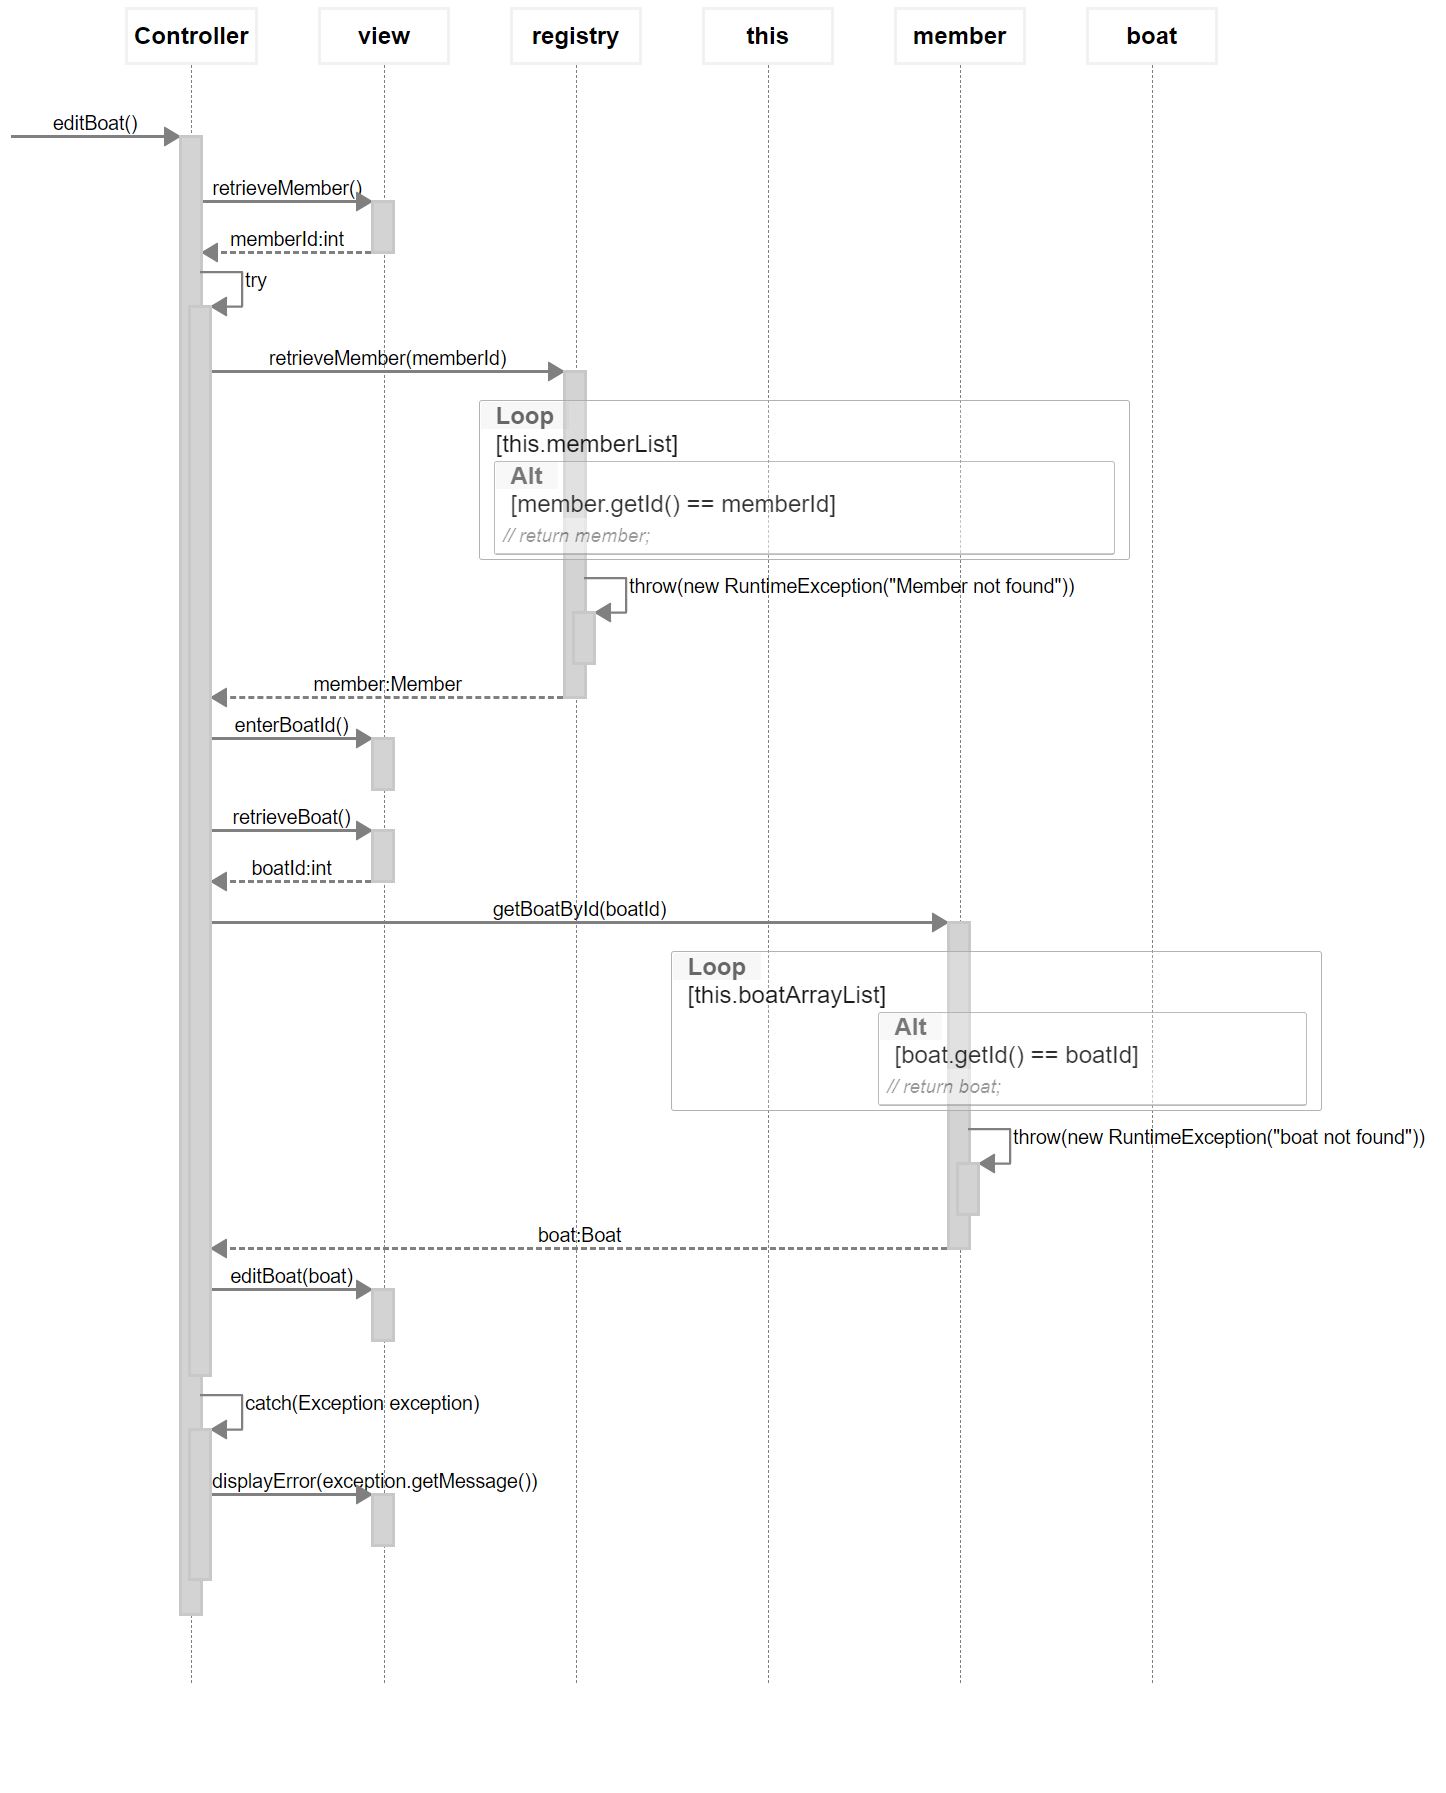 Controller
view
registry
this
member
boat
editBoat()
retrieveMember()
memberId:int
try
retrieveMember(memberId)
Loop
[this.memberList]
Alt
[member.getId() == memberId]
// return member;
throw(new RuntimeException("Member not found"))
member:Member
enterBoatId()
retrieveBoat()
boatId:int
getBoatById(boatId)
Loop
[this.boatArrayList]
Alt
[boat.getId() == boatId]
// return boat;
throw(new RuntimeException("boat not found"))
boat:Boat
editBoat(boat)
catch(Exception exception)
displayError(exception.getMessage())